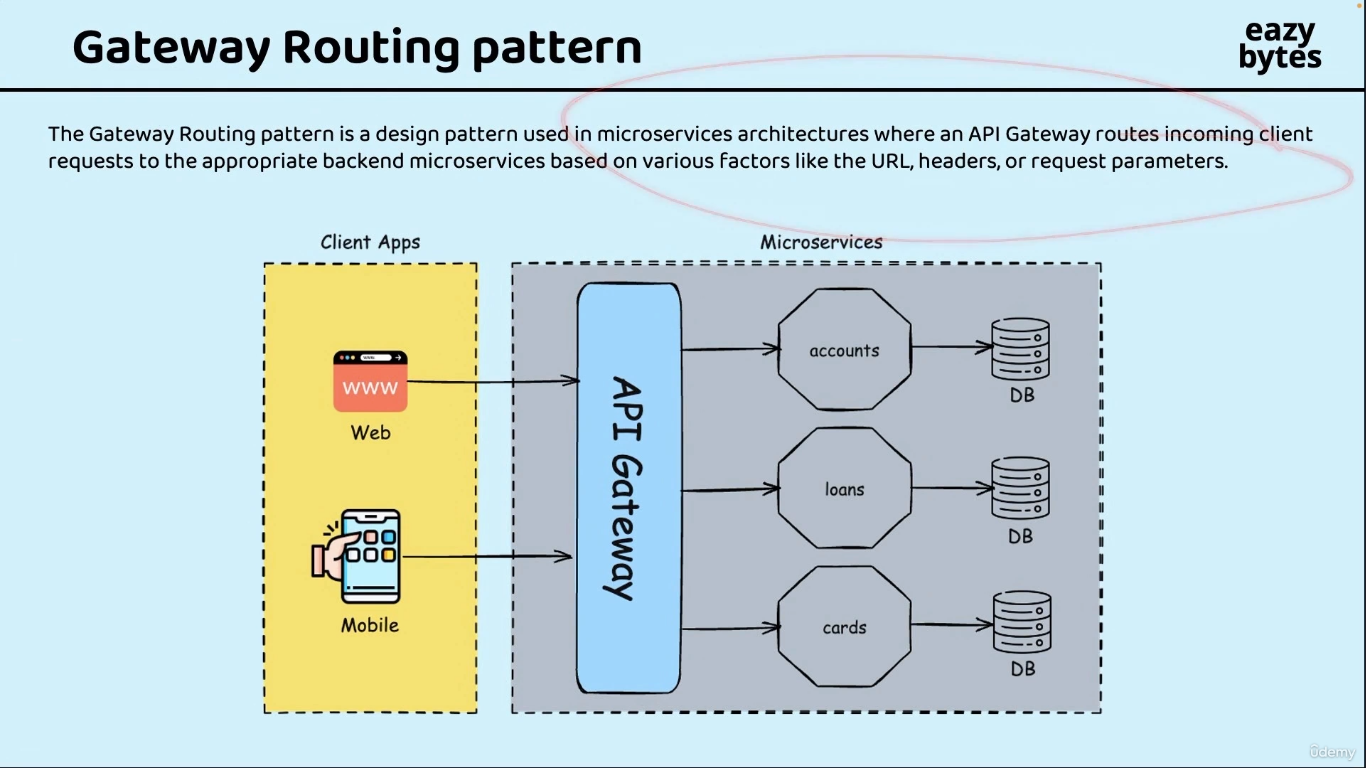 Gateway Routing pattern
eazy
bytes
The Gateway Routing pattern is a design pattern used in microservices architectures where an API Gateway routes incoming client
requests to the appropriate backend microservices based on various factors like the URL, headers, or request parameters.
Client Apps
Microservices
www
Web
Mobile
API Gateway
accounts
DB
loans
DB
cards
DB
ûdemy